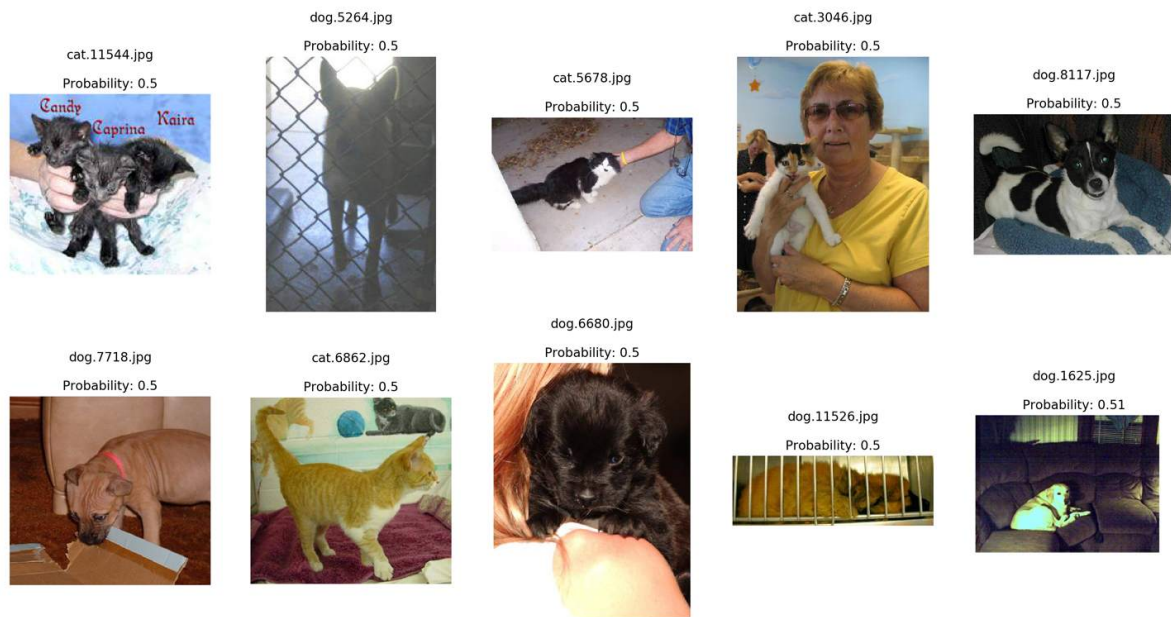 cat.11544.jpg
Probability: 0.5
Candy
Caprina
Kaira
dog.5264.jpg
Probability: 0.5
cat.5678.jpg
Probability: 0.5
cat.3046.jpg
Probability: 0.5
dog.8117.jpg
Probability: 0.5
dog.7718.jpg
Probability: 0.5
cat.6862.jpg
Probability: 0.5
dog.6680.jpg
Probability: 0.5
dog.11526.jpg
Probability: 0.5
dog.1625.jpg
Probability: 0.51